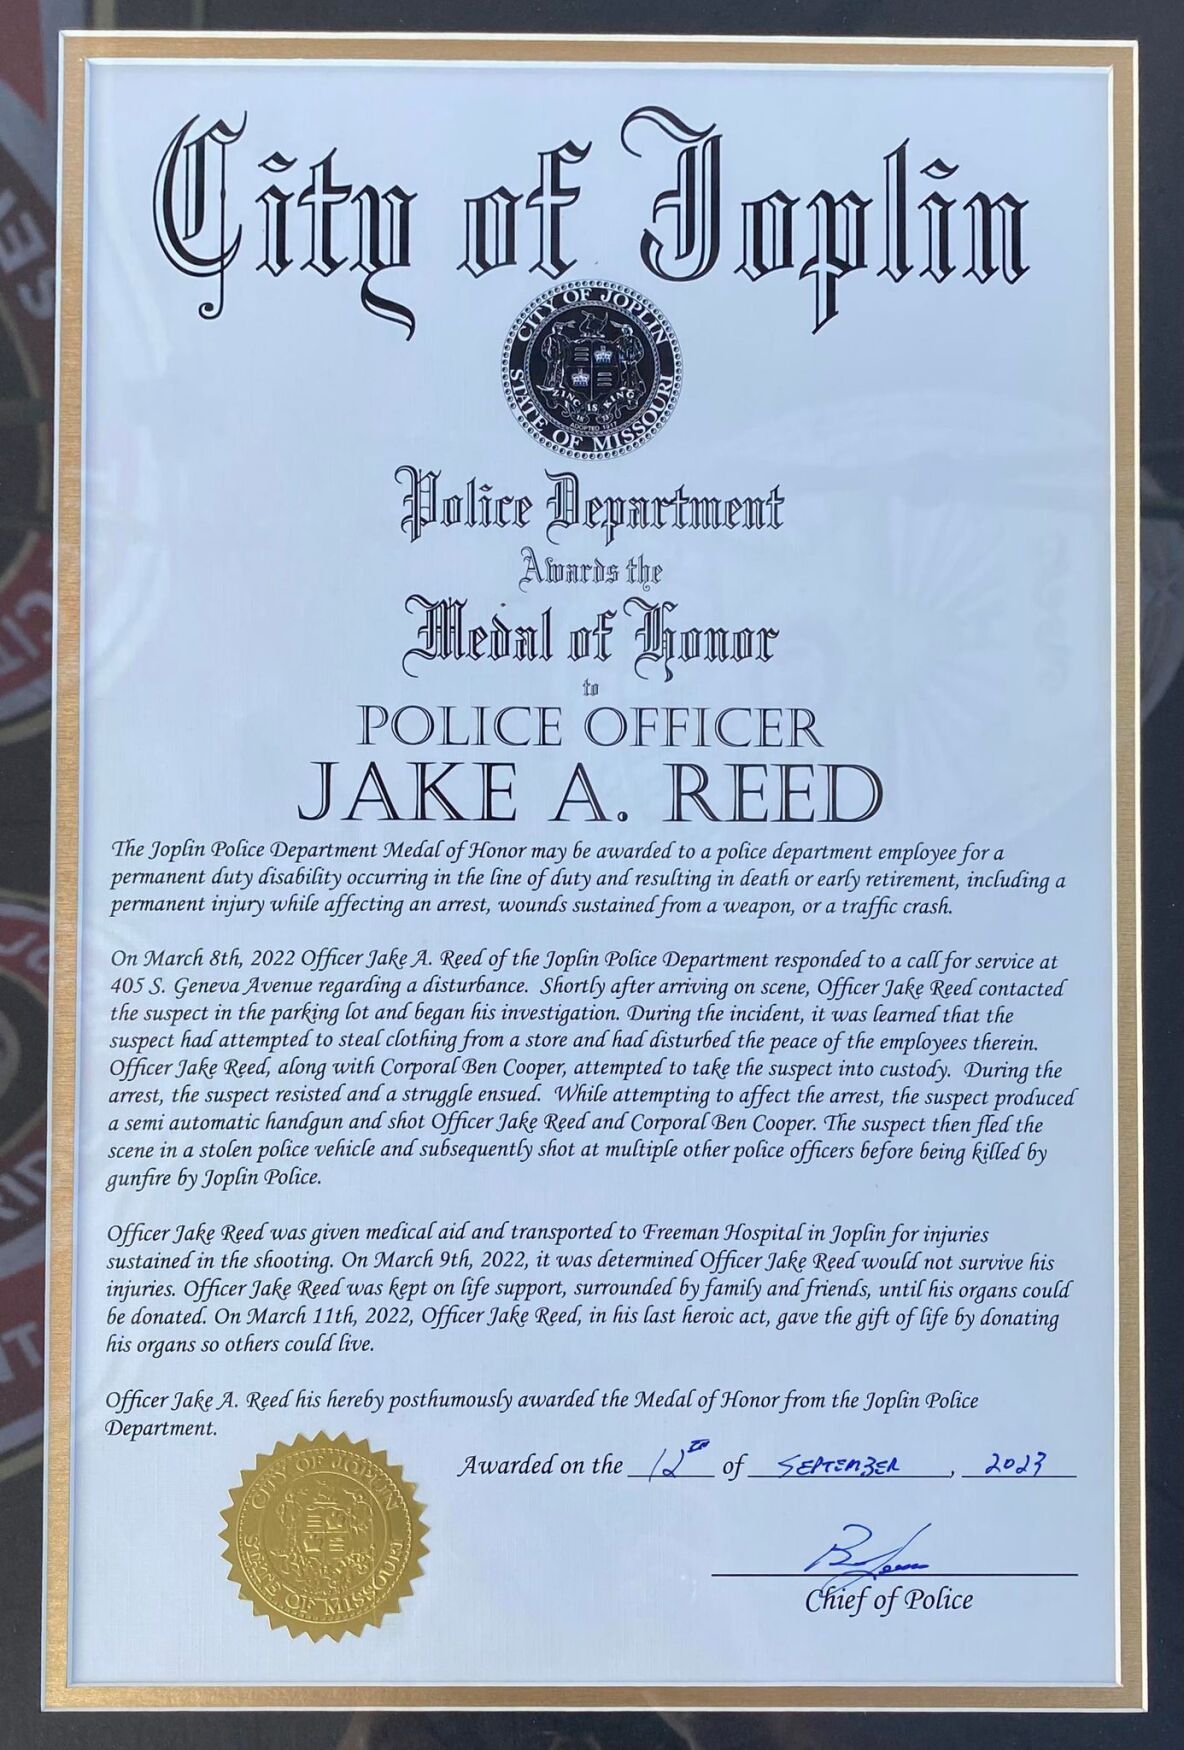 City of Joplin
CITY OF JOPLIN
ZINC IS KING
ADOPTED
STATE OF MISSOURI
Police Department
Awards the
Medal of Honor
to
POLICE OFFICER
JAKE A. REED
The Joplin Police Department Medal of Honor may be awarded to a police department employee for a
permanent duty disability occurring in the line of duty and resulting in death or early retirement, including a
permanent injury while affecting an arrest, wounds sustained from a weapon, or a traffic crash.
On March 8th, 2022 Officer Jake A. Reed of the Joplin Police Department responded to a call for service at
405 S. Geneva Avenue regarding a disturbance. Shortly after arriving on scene, Officer Jake Reed contacted
the suspect in the parking lot and began his investigation. During the incident, it was learned that the
suspect had attempted to steal clothing from a store and had disturbed the peace of the employees therein.
Officer Jake Reed, along with Corporal Ben Cooper, attempted to take the suspect into custody. During the
arrest, the suspect resisted and a struggle ensued. While attempting to affect the arrest, the suspect produced
a semi automatic handgun and shot Officer Jake Reed and Corporal Ben Cooper. The suspect then fled the
scene in a stolen police vehicle and subsequently shot at multiple other police officers before being killed by
gunfire by Joplin Police.
Officer Jake Reed was given medical aid and transported to Freeman Hospital in Joplin for injuries
sustained in the shooting. On March 9th, 2022, it was determined Officer Jake Reed would not survive his
injuries. Officer Jake Reed was kept on life support, surrounded by family and friends, until his organs could
be donated. On March 11th, 2022, Officer Jake Reed, in his last heroic act, gave the gift of life by donating
his organs so others could live.
Officer Jake A. Reed his hereby posthumously awarded the Medal of Honor from the Joplin Police
Department.
Awarded on the 12th of SEPTEMBER, 2023
Chief of Police
CITY OF JOPLIN
STATE OF MISSOURI